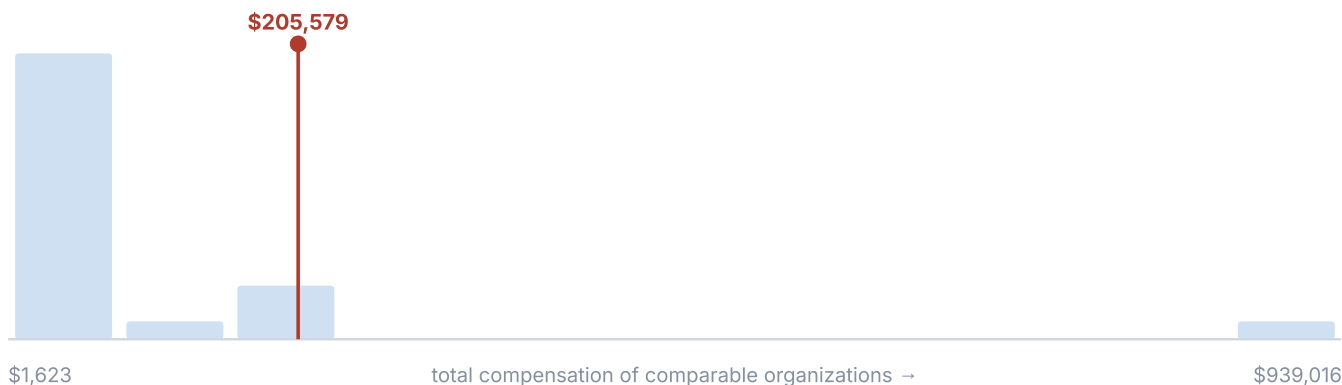 $205,579
$1,623 total compensation of comparable organizations → $939,016